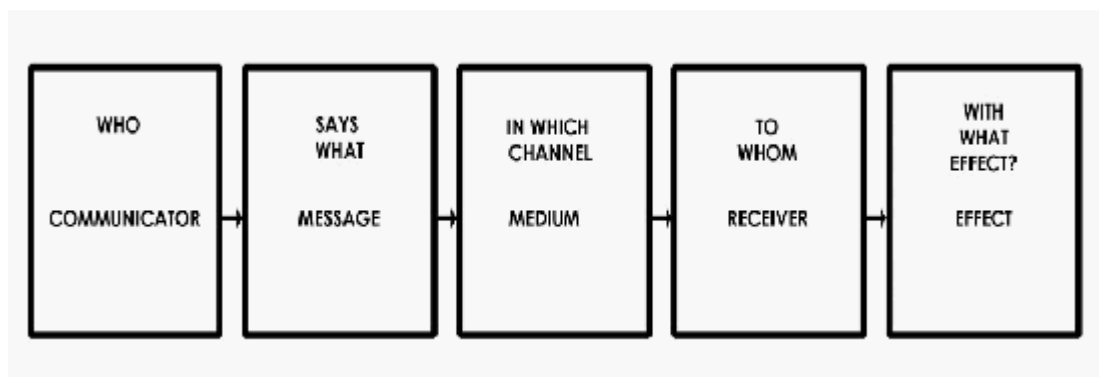 WHO
COMMUNICATOR
SAYS
WHAT
MESSAGE
IN WHICH
CHANNEL
MEDIUM
TO
WHOM
RECEIVER
WITH
WHAT
EFFECT?
EFFECT